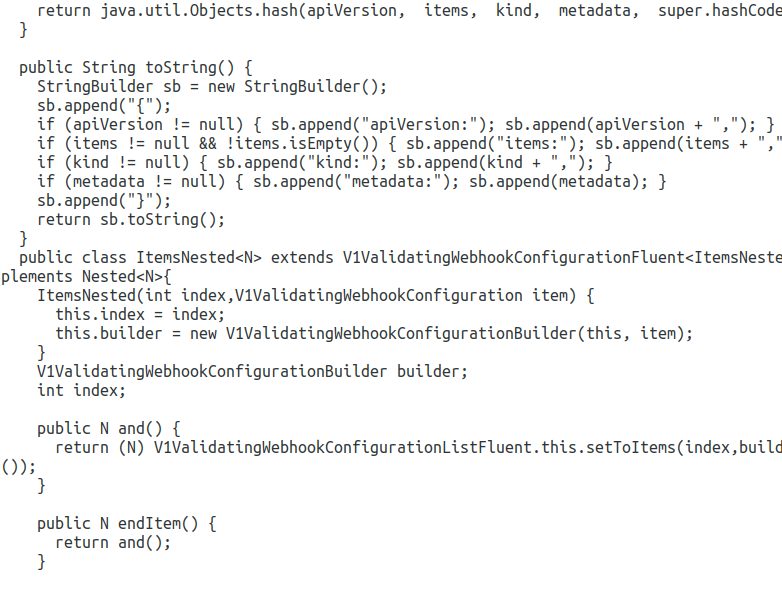 return java.util.Objects.hash(apiVersion,  items,  kind,  metadata,  super.hashCode
  }

  public String toString() {
    StringBuilder sb = new StringBuilder();
    sb.append("{");
    if (apiVersion != null) { sb.append("apiVersion:"); sb.append(apiVersion + ","); }
    if (items != null && !items.isEmpty()) { sb.append("items:"); sb.append(items + ","
    if (kind != null) { sb.append("kind:"); sb.append(kind + ","); }
    if (metadata != null) { sb.append("metadata:"); sb.append(metadata); }
    sb.append("}");
    return sb.toString();
  }
  public class ItemsNested<N> extends V1ValidatingWebhookConfigurationFluent<ItemsNeste
plements Nested<N>{
    ItemsNested(int index,V1ValidatingWebhookConfiguration item) {
      this.index = index;
      this.builder = new V1ValidatingWebhookConfigurationBuilder(this, item);
    }
    V1ValidatingWebhookConfigurationBuilder builder;
    int index;

    public N and() {
      return (N) V1ValidatingWebhookConfigurationListFluent.this.setToItems(index,build
());
    }

    public N endItem() {
      return and();
    }